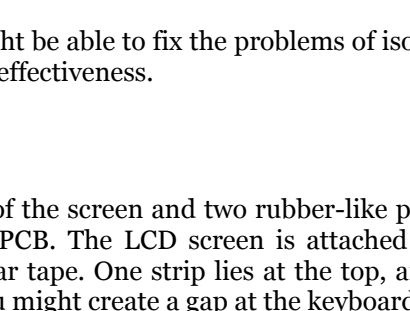 ht be able to fix the problems of iso
effectiveness.
of the screen and two rubber-like p
PCB. The LCD screen is attached
ar tape. One strip lies at the top, a
u might create a gap at the keyboard